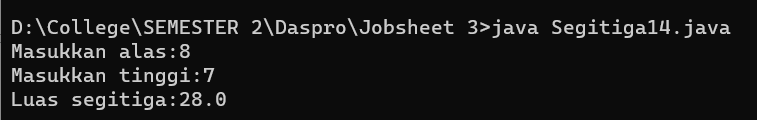 D:\College\SEMESTER 2\Daspro\Jobsheet 3>java Segitiga14.java
Masukkan alas:8
Masukkan tinggi:7
Luas segitiga:28.0